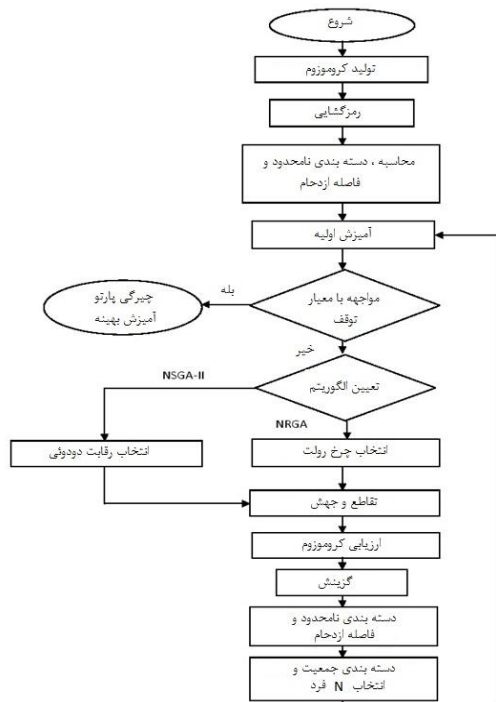 شروع
تولید کروموزوم
رمزگشایی
محاسبه ، دسته بندی نامحدود و
فاصله ازدحام
آمیزش اولیه
مواجهه با معیار
توقف
بله
چیرگی پارتو
آمیزش بهینه
خیر
تعیین الگوریتم
NSGA-II
NRGA
انتخاب رقابت دودوئی
انتخاب چرخ رولت
تقاطع و جهش
ارزیابی کروموزوم
گزینش
دسته بندی نامحدود و
فاصله ازدحام
دسته بندی جمعیت و
انتخاب N فرد